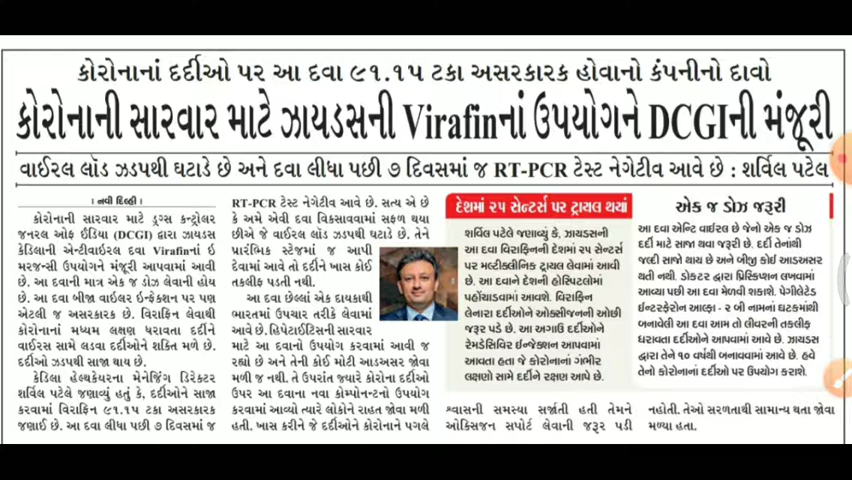 કોરોનાનાં દર્દીઓ પર આ દવા ૯૧.૧૫ ટકા અસરકારક હોવાનો કંપનીનો દાવો
કોરોનાની સારવાર માટે ઝાયડસની Virafinનાં ઉપયોગને DCGIની મંજૂરી
વાઈરલ લૉડ ઝડપથી ઘટાડે છે અને દવા લીધા પછી ૭ દિવસમાં જ RT-PCR ટેસ્ટ નેગેટીવ આવે છે : શર્વિલ પટેલ
। નવી દિલ્હી ।
કોરોનાની સારવાર માટે ડ્રગ્સ કન્ટ્રોલર
જનરલ ઓફ ઇંડિયા (DCGI) દ્વારા ઝાયડસ
કેડિલાની એન્ટીવાઇરલ દવા Virafinનાં ઇ
મરજન્સી ઉપયોગને મંજૂરી આપવામાં આવી
છે. આ દવાની માત્ર એક જ ડોઝ લેવાની હોય
છે. આ દવા બીજા વાઇલર ઇન્ફેક્શન પર પણ
એટલી જ અસરકારક છે. વિરાફિન લેવાથી
કોરોનાનાં મધ્યમ લક્ષણ ધરાવતા દર્દીને
વાઇરસ સામે લડવા દર્દીઓને શક્તિ મળે છે.
દર્દીઓ ઝડપથી સાજા થાય છે.
કેડિલા હેલ્થકેયરના મેનેજિંગ ડિરેક્ટર
શર્વિલ પટેલે જણાવ્યું હતું કે, દર્દીઓને સાજા
કરવામાં વિરાફિન ૯૧.૧૫ ટકા અસરકારક
જણાઈ છે. આ દવા લીધા પછી ૭ દિવસમાં જ
RT-PCR ટેસ્ટ નેગેટીવ આવે છે. સત્ય એ છે
કે અમે એવી દવા વિકસાવવામાં સફળ થયા
છીએ જે વાઈરલ લાંડ ઝડપથી ઘટાડે છે. તેને
પ્રારંભિક સ્ટેજમાં જ આપી
દેવામાં આવે તો દર્દીને ખાસ કોઈ
તકલીફ પડતી નથી.
આ દવા છેલ્લાં એક દાયકાથી
ભારતમાં ઉપચાર તરીકે લેવામાં
આવે છે. હિપેટાઈટિસની સારવાર
માટે આ દવાનો ઉપયોગ કરવામાં આવી જ
રહ્યો છે અને તેની કોઈ મોટી આડઅસર જોવા
મળી જ નથી. તે ઉપરાંત જ્યારે કોરોના દર્દીઓ
ઉપર આ દવાના નવા કોમ્પોનન્ટનો ઉપયોગ
કરવામાં આવ્યો ત્યારે લોકોને રાહત જોવા મળી
હતી. ખાસ કરીને જે દર્દીઓને કોરોનાને પગલે
શ્વાસની સમસ્યા સર્જાતી હતી તેમને
ઓક્સિજન સપોર્ટ લેવાની જરૂર પડી
નહોતી. તેઓ સરળતાથી સામાન્ય થતા જોવા
મળ્યા હતા.
દેશમાં ૨૫ સેન્ટર્સ પર ટ્રાયલ થયાં
શર્વિલ પટેલે જણાવ્યું કે, ઝાયડસની
આ દવા વિરાફિનની દેશમાં ૨૫ સેન્ટર્સ
પર મલ્ટીક્લીનિક ટ્રાયલ લેવામાં આવી
છે. આ દવાને દેશની હોસ્પિટલોમાં
પહોંચાડવામાં આવશે. વિરાફિન
લેનારા દર્દીઓને ઓક્સીજનની ઓછી
જરૂર પડે છે. આ અગાઉ દર્દીઓને
રેમડેસિવિર ઇન્જેક્શન આપવામાં
આવતા હતા જે કોરોનાનાં ગંભીર
લક્ષણો સામે દર્દીને રક્ષણ આપે છે.
એક જ ડોઝ જરૂરી
આ દવા એન્ટિ વાઈરલ છે જેનો એક જ ડોઝ
દર્દી માટે સાજા થવા જરૂરી છે. દર્દી તેનાંથી
જલ્દી સાજો થાય છે અને બીજી કોઈ આડઅસર
થતી નથી. ડોક્ટર દ્વારા પ્રિસ્ક્રિપ્શન લખવામાં
આવ્યા પછી આ દવા મેળવી શકાશે. પેગીલેટેડ
ઇન્ટરફેરોન આલ્ફા - ૨ બી નામનાં ઘટકમાંથી
બનાવેલી આ દવા આમ તો લીવરની તકલીફ
ધરાવતા દર્દીઓને આપવામાં આવે છે. ઝાયડસ
દ્વારા તેને ૧૦ વર્ષથી બનાવવામાં આવે છે. હવે
તેનો કોરોનાનાં દર્દીઓ પર ઉપયોગ કરાશે.